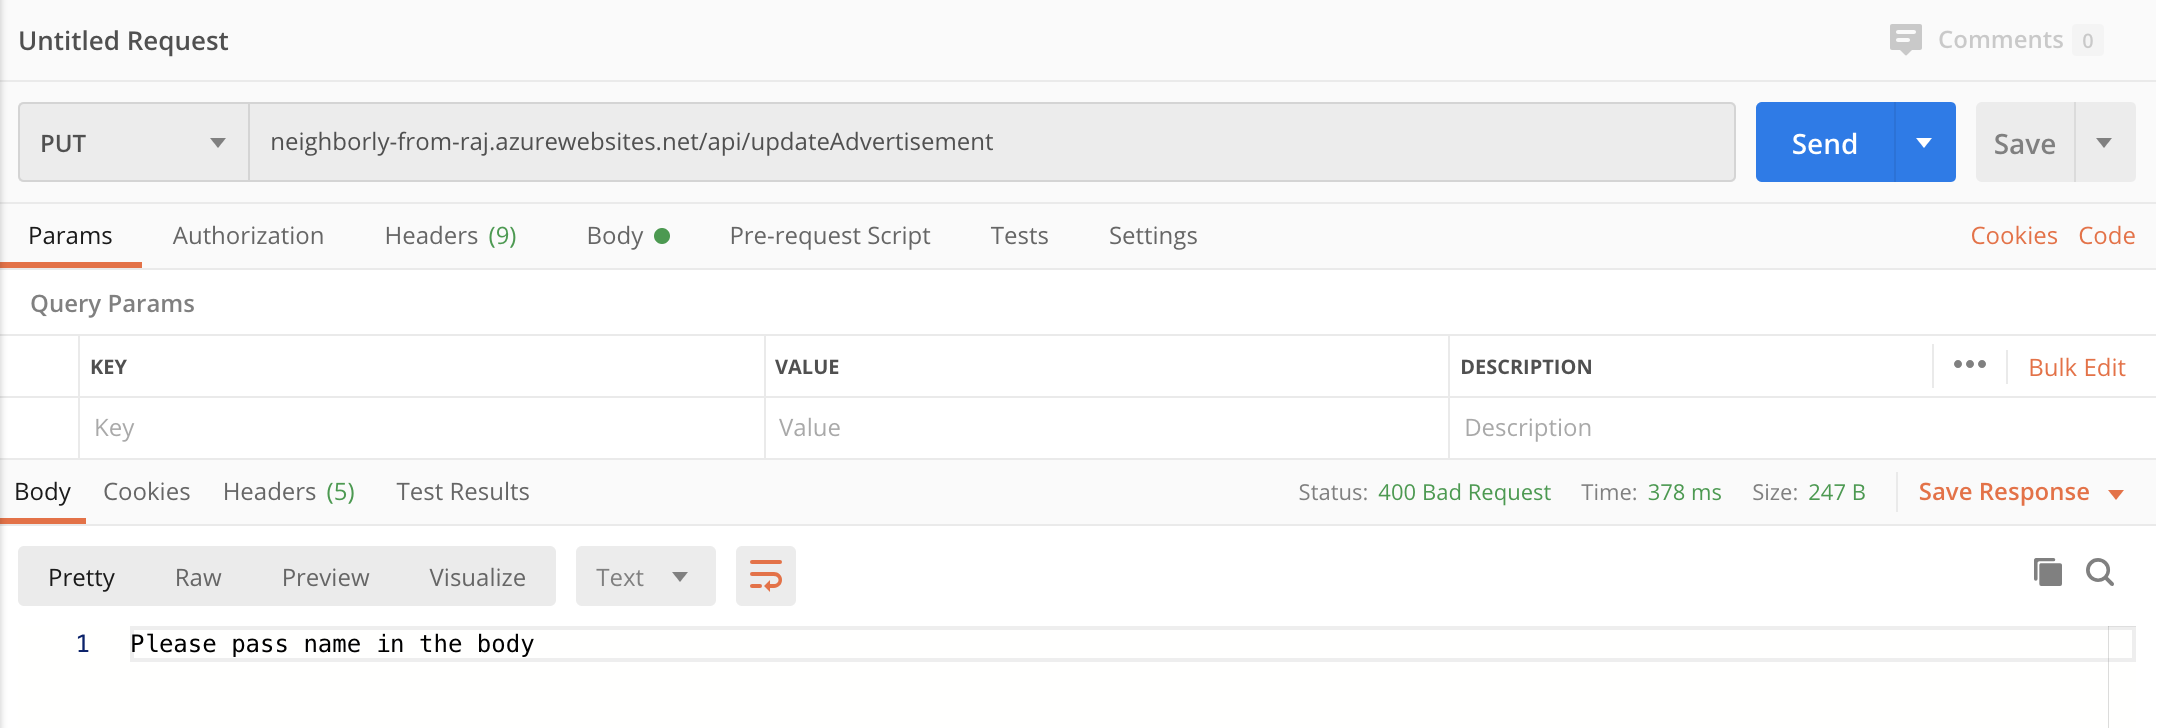 Untitled Request
Comments 0
PUT neighborly-from-raj.azurewebsites.net/api/updateAdvertisement Send Save
Params Authorization Headers (9) Body Pre-request Script Tests Settings Cookies Code
Query Params
KEY VALUE DESCRIPTION ••• Bulk Edit
Key Value Description
Body Cookies Headers (5) Test Results Status: 400 Bad Request Time: 378 ms Size: 247 B Save Response
Pretty Raw Preview Visualize Text
1 Please pass name in the body